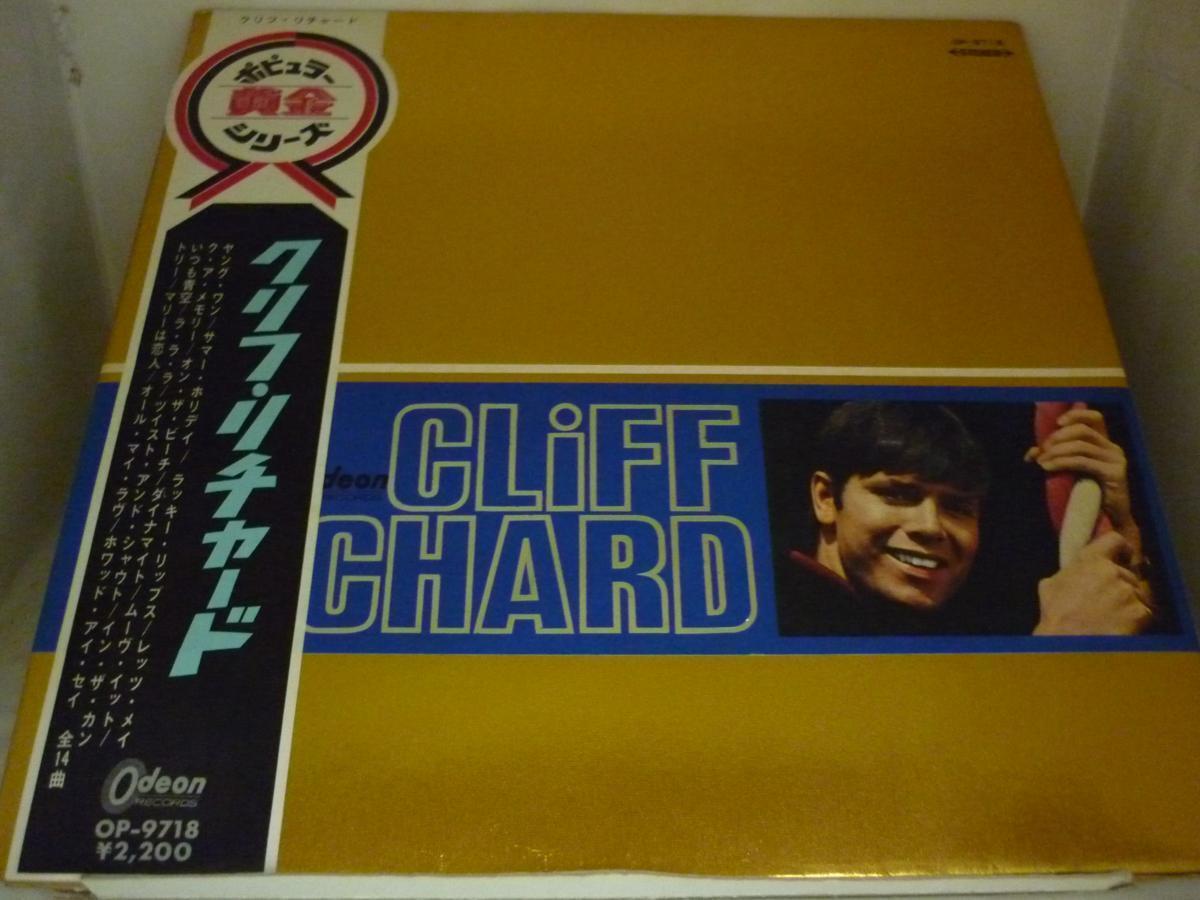 クリフ・リチャード
ポピュラー
黄金
シリーズ
クリフ・リチャード
ヤング・ワン/サマー・ホリデイ/ラッキー・リップス/レッツ・メイ
ク・ア・メモリー/オン・ザ・ビーチ/ダイナマイト/ムーヴ・イット/
いつも青空/ラ・ラ・ラ/ツイスト・アンド・シャウト/イン・ザ・カン
トリー/マリーは恋人/オール・マイ・ラヴ/ホワッド・アイ・セイ
全14曲
Odeon
RECORDS
OP-9718
¥2,200
OP-9718
STEREO
deon
RECORDS
CLiFF
CHARD